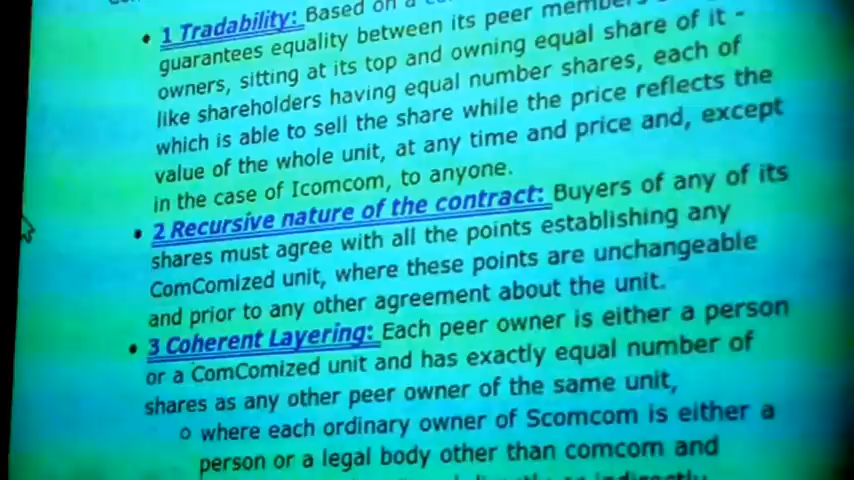 • 1 Tradability: Based on a
guarantees equality between its peer
owners, sitting at its top and owning equal share of it -
like shareholders having equal number shares, each of
which is able to sell the share while the price reflects the
value of the whole unit, at any time and price and, except
in the case of Icomcom, to anyone.
• 2 Recursive nature of the contract: Buyers of any of its
shares must agree with all the points establishing any
ComComized unit, where these points are unchangeable
and prior to any other agreement about the unit.
• 3 Coherent Layering: Each peer owner is either a person
or a ComComized unit and has exactly equal number of
shares as any other peer owner of the same unit,
o where each ordinary owner of Scomcom is either a
person or a legal body other than comcom and
indirectly